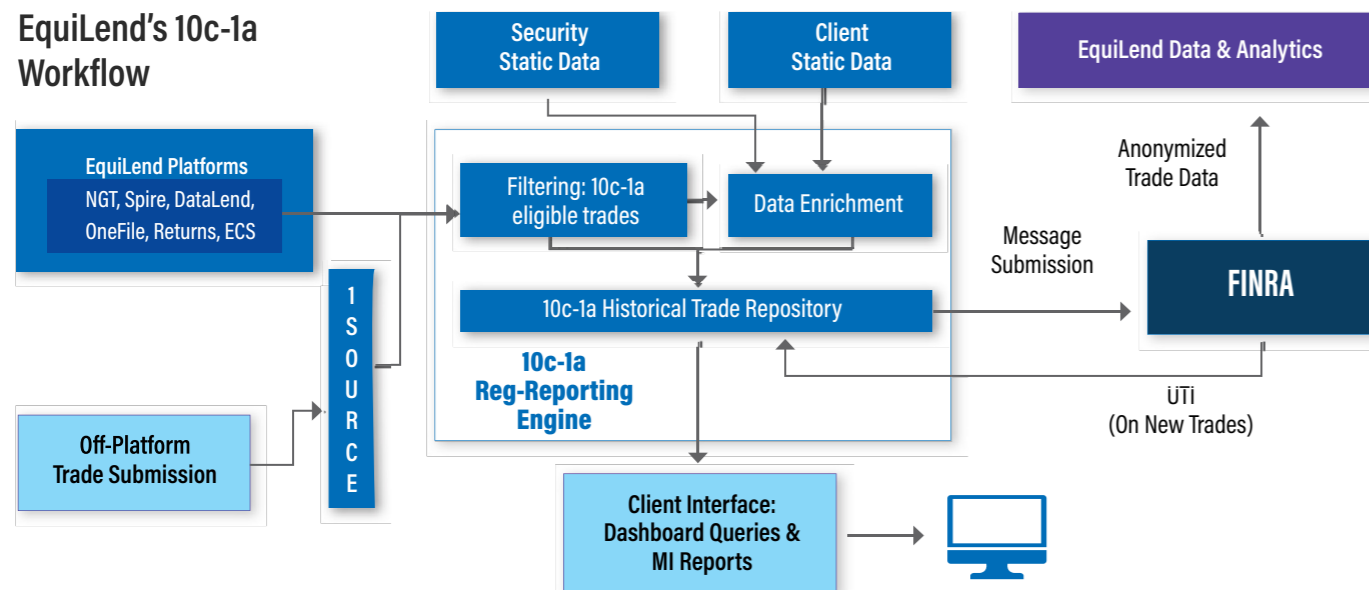 EquiLend's 10c-1a
Workflow
Security
Static Data
Client
Static Data
EquiLend Data & Analytics
EquiLend Platforms
NGT, Spire, DataLend,
OneFile, Returns, ECS
Filtering: 10c-1a
eligible trades
Data Enrichment
Anonymized
Trade Data
Message
Submission
FINRA
1
S
O
U
R
C
E
10c-1a Historical Trade Repository
10c-1a
Reg-Reporting
Engine
UTI
(On New Trades)
Off-Platform
Trade Submission
Client Interface:
Dashboard Queries &
MI Reports